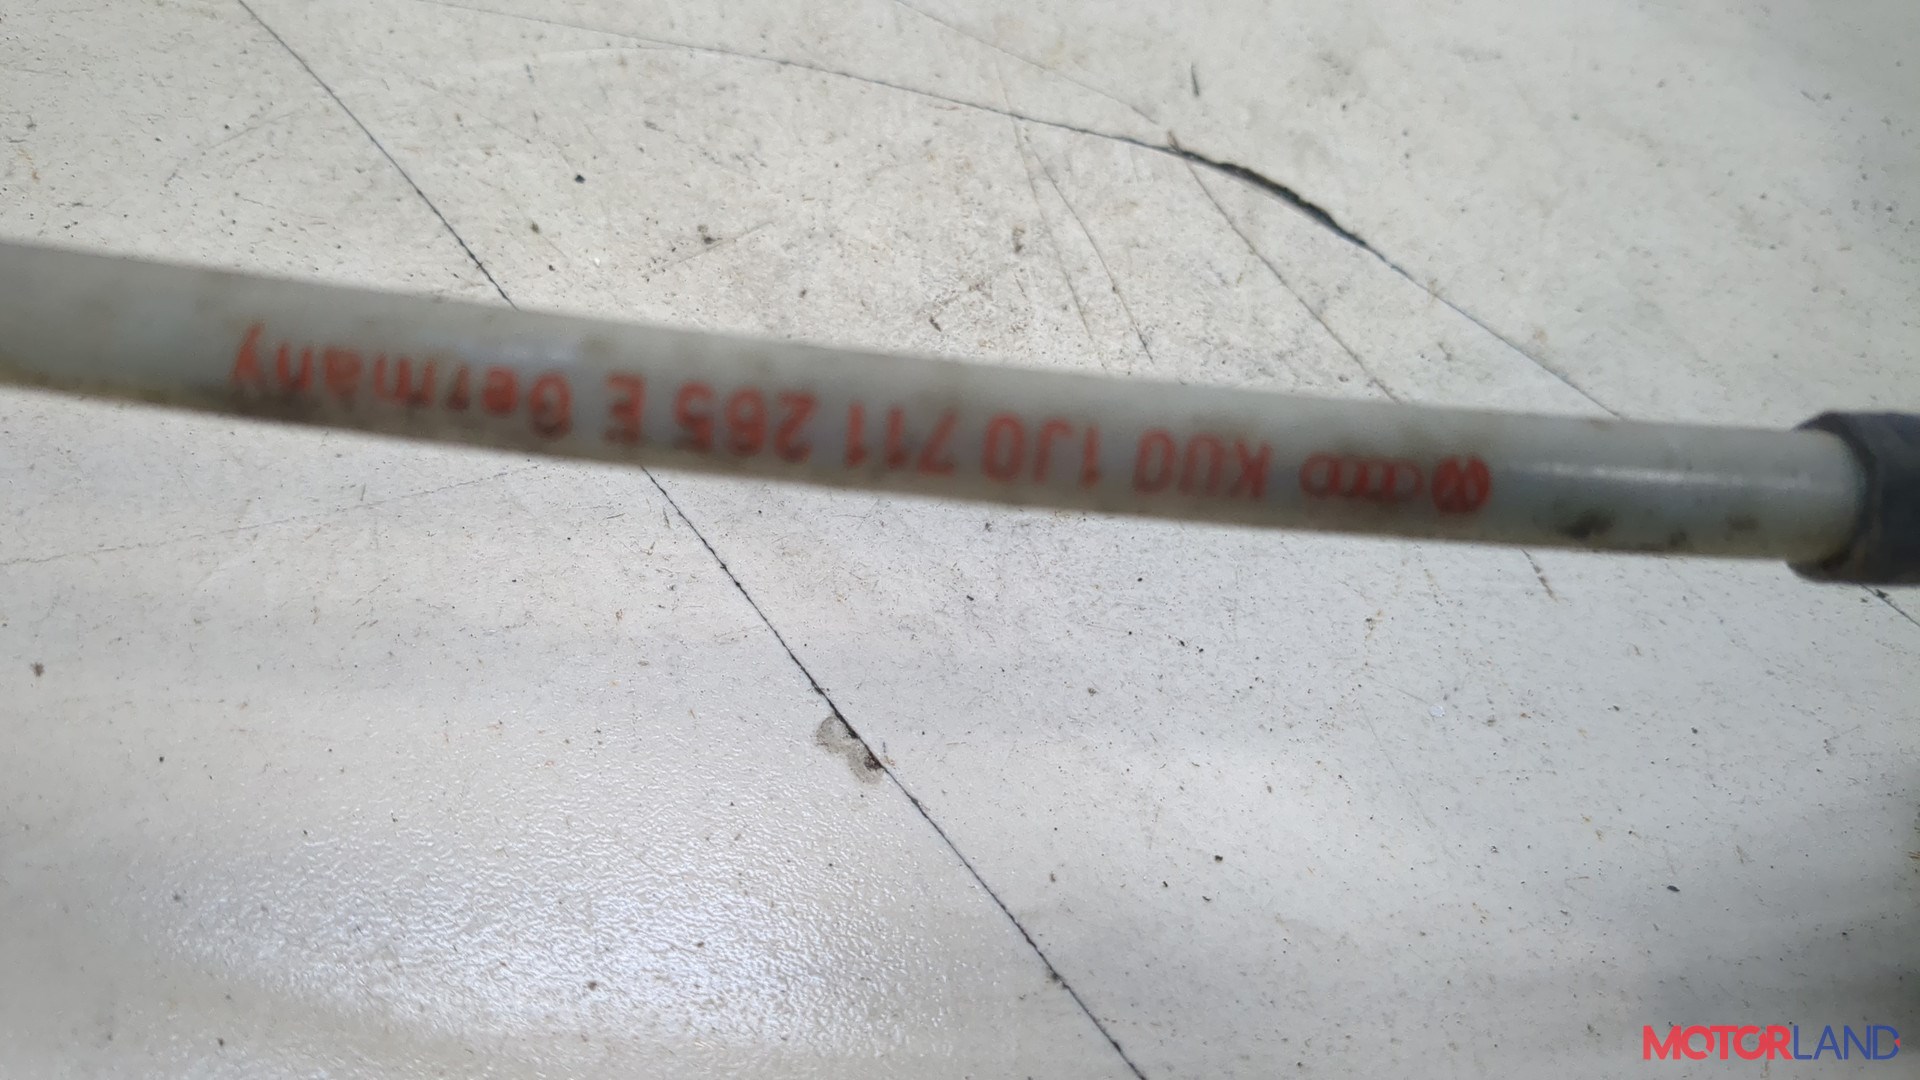 KUO 1J0 711 265 E Germany
MOTORLAND